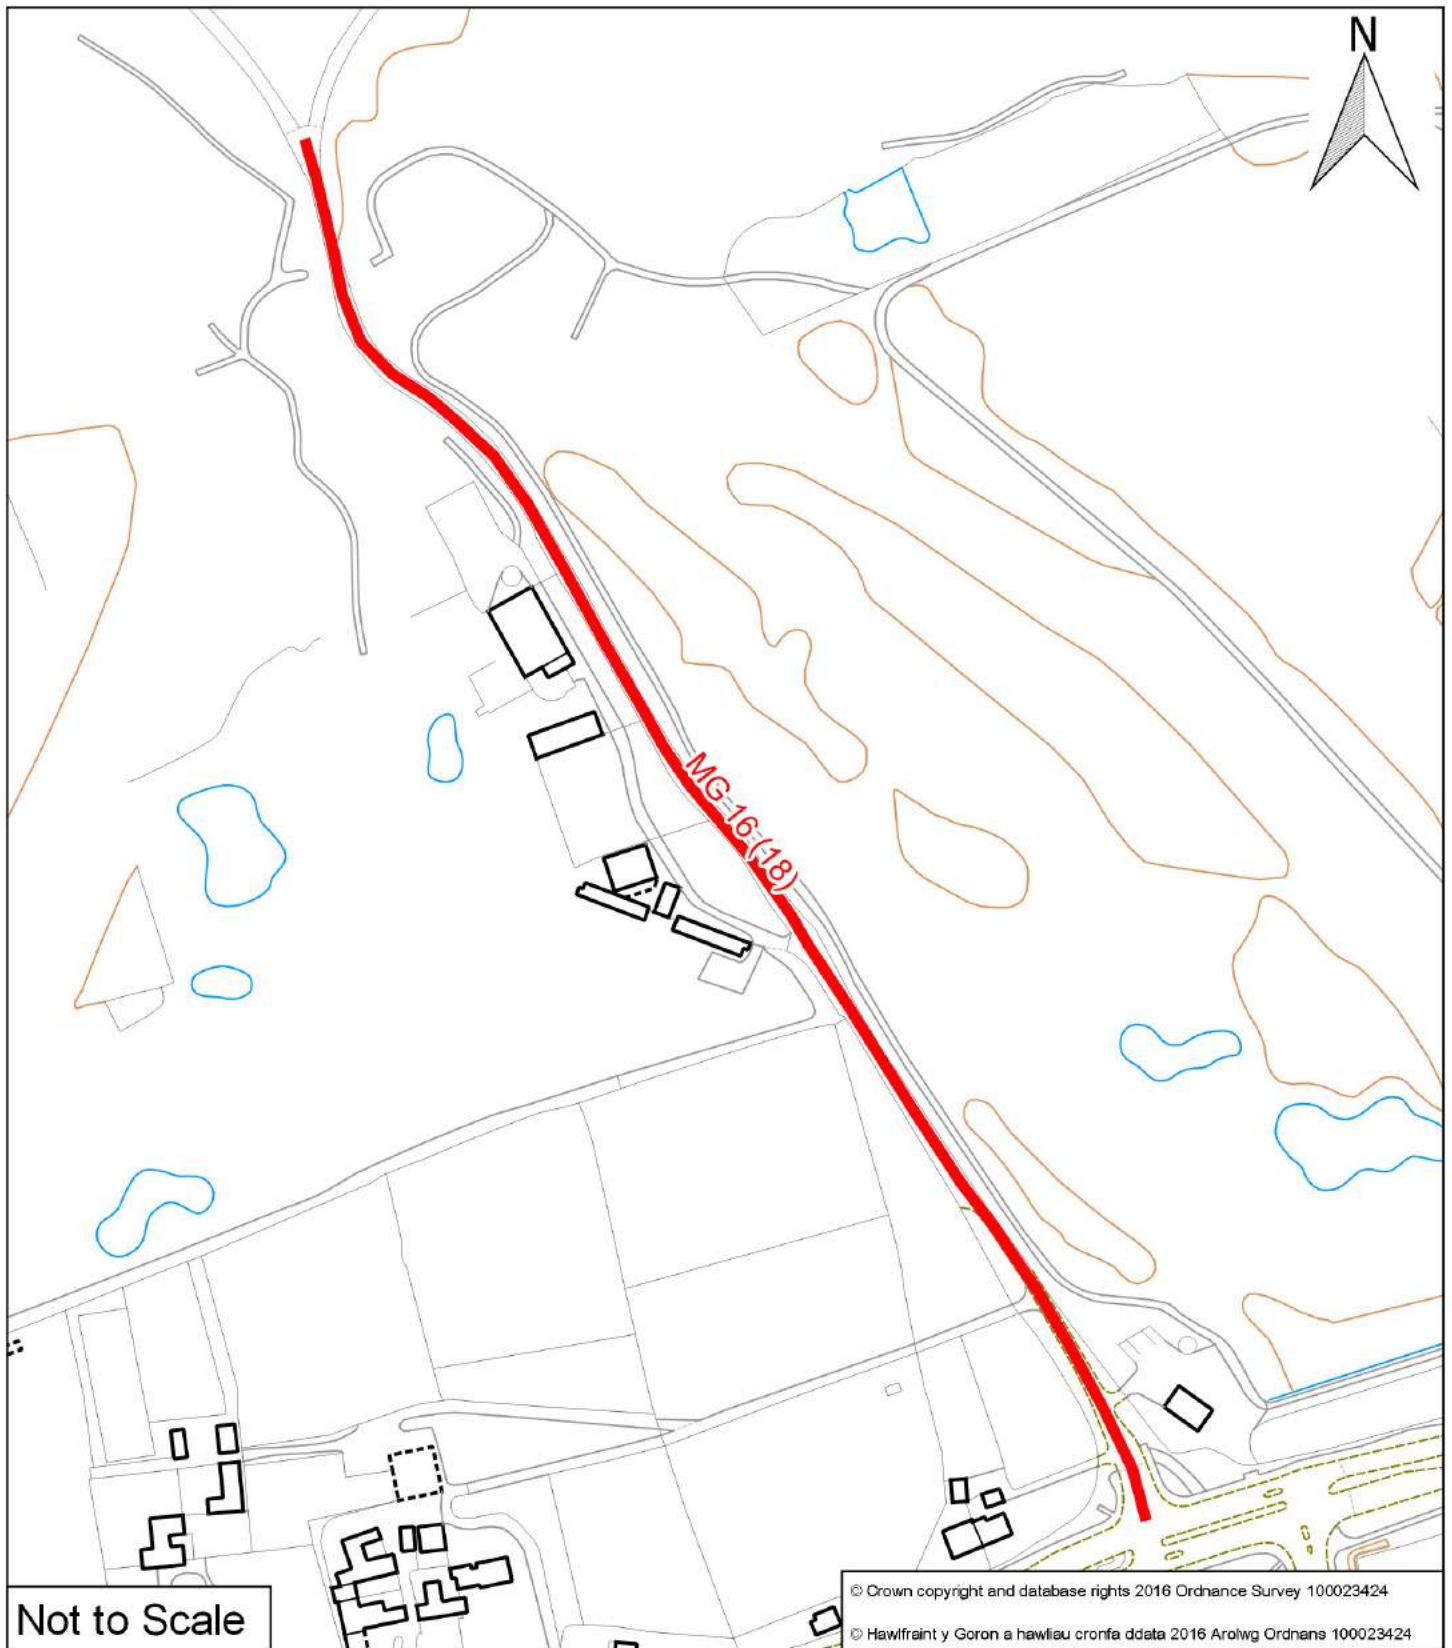 N
MG 16 (18)
Not to Scale
© Crown copyright and database rights 2016 Ordnance Survey 100023424
© Hawlfraint y Goron a hawliau cronfa ddata 2016 Arolwg Ordnans 100023424